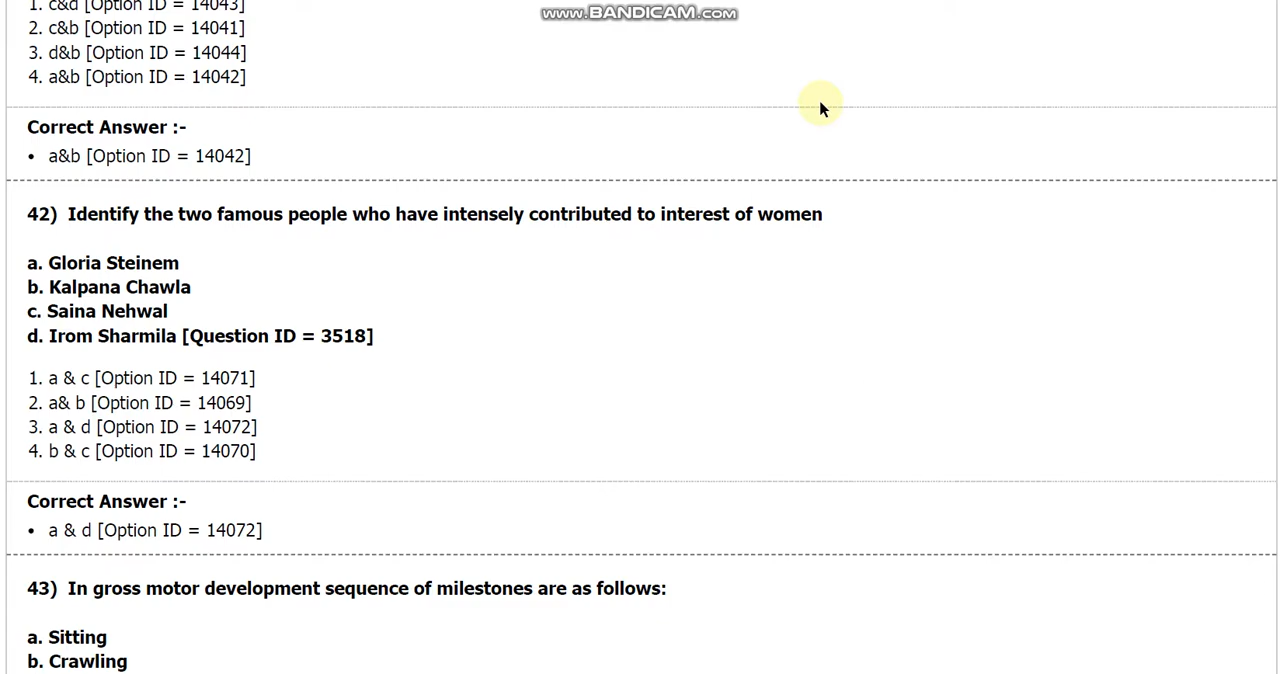 1. c&d [Option ID = 14043]
www.BANDICAM.com
2. c&b [Option ID = 14041]
3. d&b [Option ID = 14044]
4. a&b [Option ID = 14042]
Correct Answer :-
• a&b [Option ID = 14042]
42) Identify the two famous people who have intensely contributed to interest of women
a. Gloria Steinem
b. Kalpana Chawla
c. Saina Nehwal
d. Irom Sharmila [Question ID = 3518]
1. a & c [Option ID = 14071]
2. a& b [Option ID = 14069]
3. a & d [Option ID = 14072]
4. b & c [Option ID = 14070]
Correct Answer :-
• a & d [Option ID = 14072]
43) In gross motor development sequence of milestones are as follows:
a. Sitting
b. Crawling